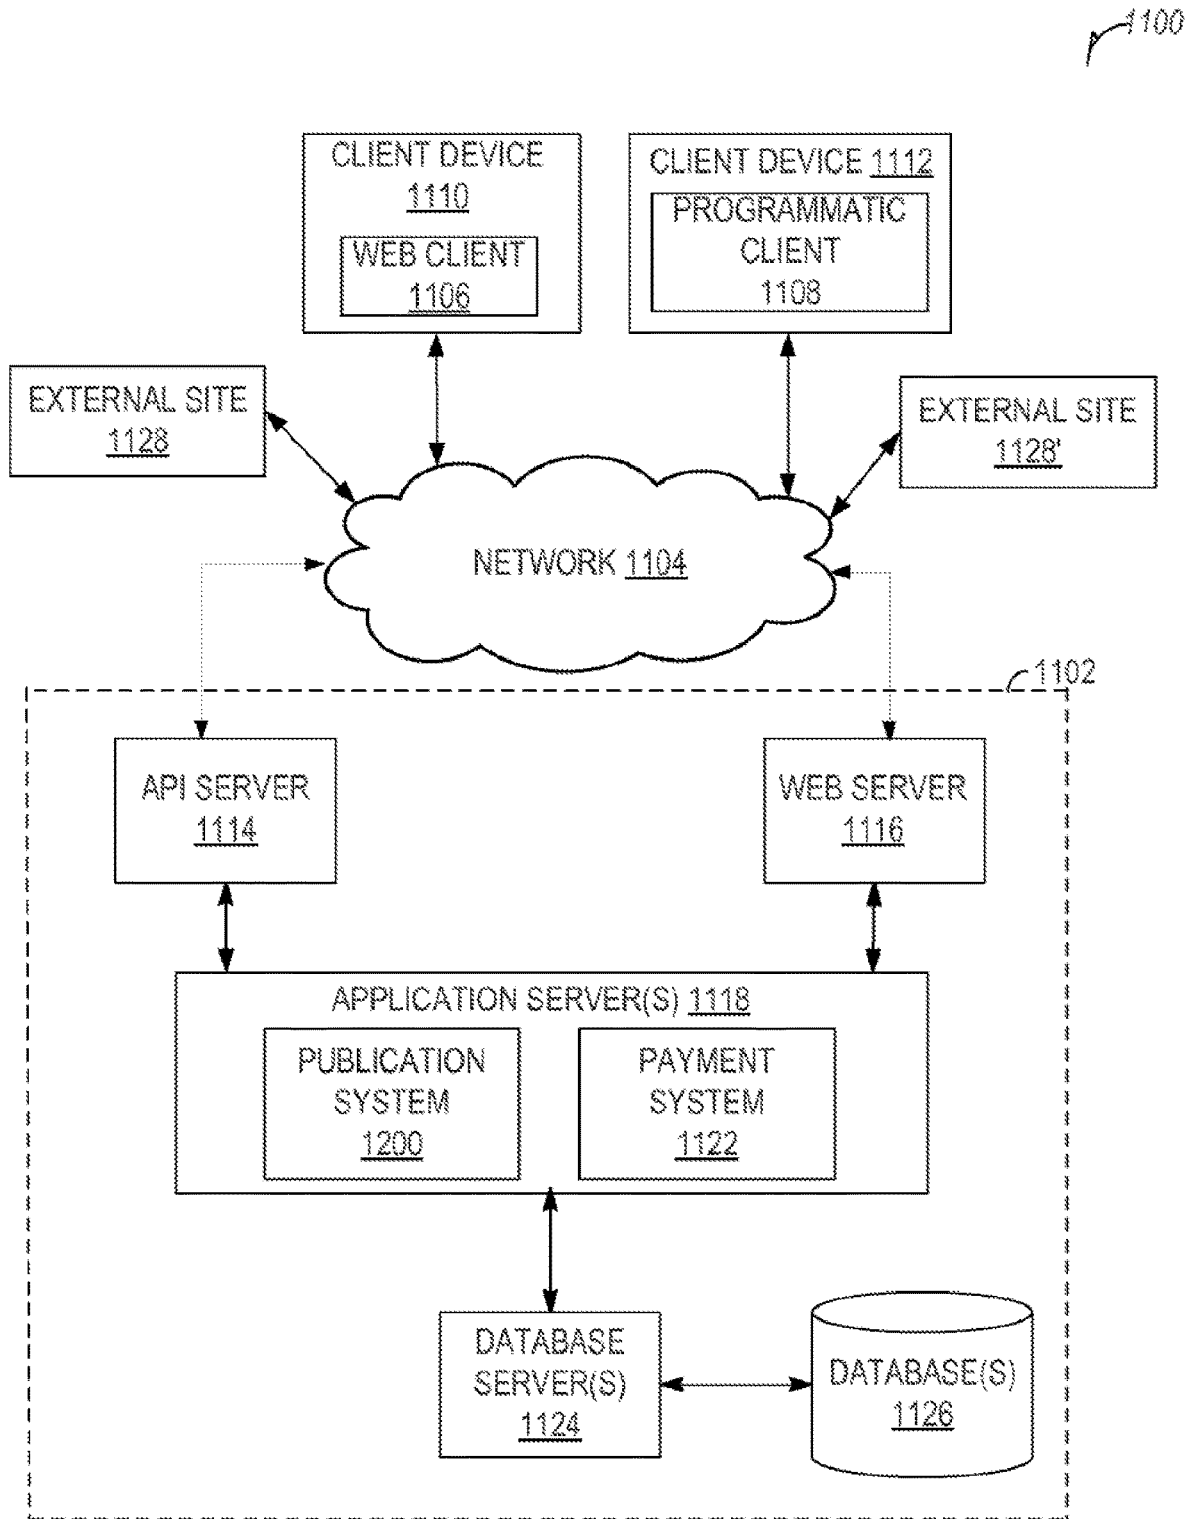 1100
CLIENT DEVICE
1110
WEB CLIENT
1106
CLIENT DEVICE 1112
PROGRAMMATIC
CLIENT
1108
EXTERNAL SITE
1128
EXTERNAL SITE
1128'
NETWORK 1104
1102
API SERVER
1114
WEB SERVER
1116
APPLICATION SERVER(S) 1118
PUBLICATION
SYSTEM
1200
PAYMENT
SYSTEM
1122
DATABASE
SERVER(S)
1124
DATABASE(S)
1126